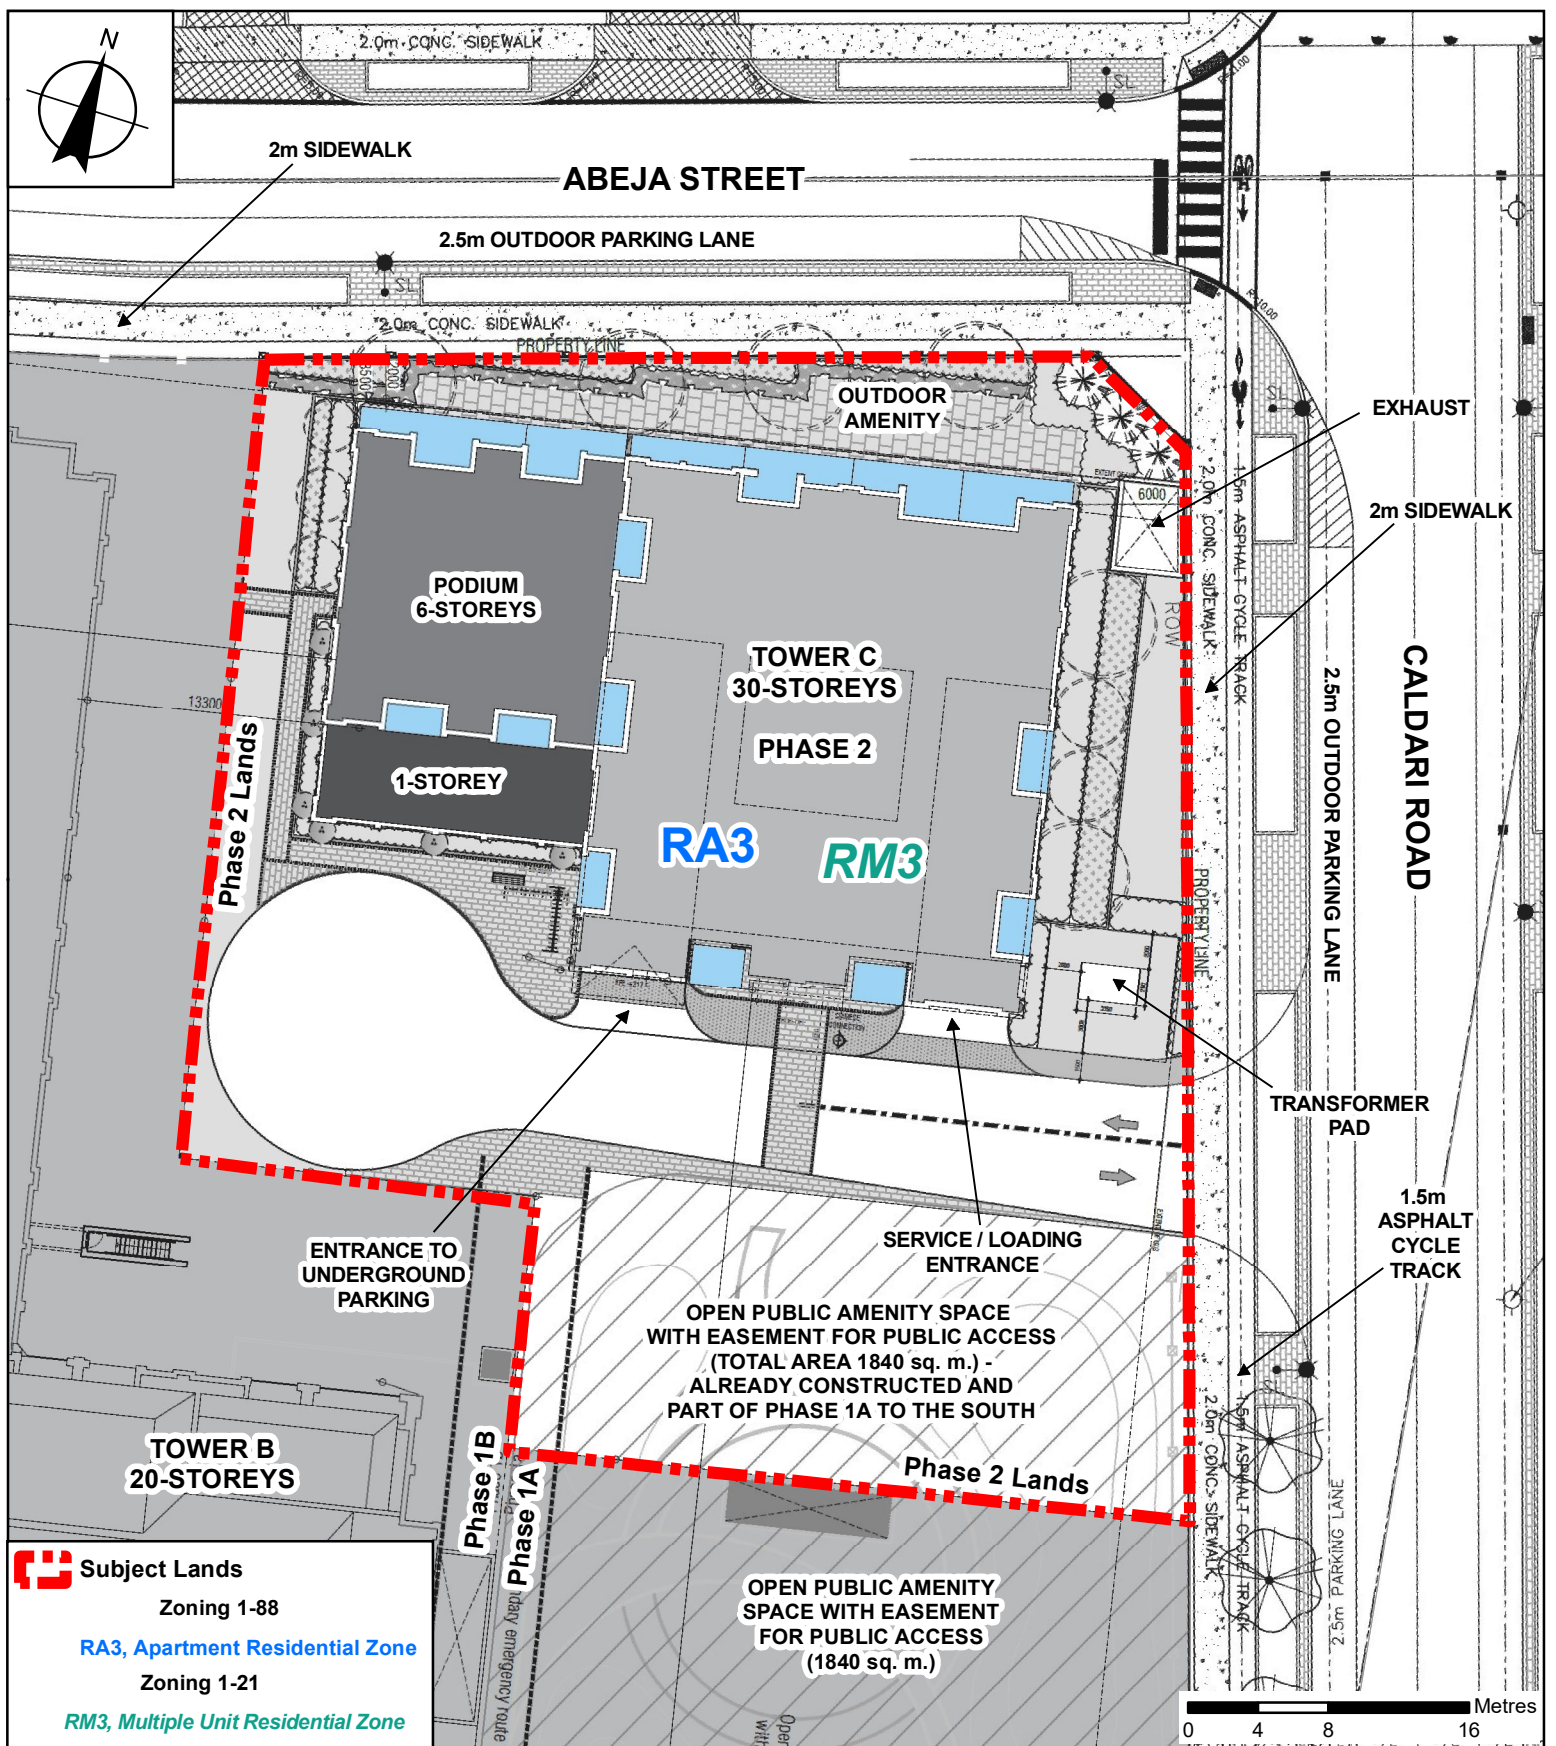 N
2.0m CONC. SIDEWALK
SL
2m SIDEWALK
ABEJA STREET
2.5m OUTDOOR PARKING LANE
SL
2.0m CONC. SIDEWALK
PROPERTY LINE
R=10.00
OUTDOOR
AMENITY
SL
EXHAUST
6000
2m SIDEWALK
2.0m CONC. SIDEWALK
1.5m ASPHALT CYCLE TRACK
ROW
PODIUM
6-STOREYS
TOWER C
30-STOREYS
PHASE 2
13300
1-STOREY
RA3
RM3
Phase 2 Lands
2.5m OUTDOOR PARKING LANE
CALDARI ROAD
PROPERTY LINE
TRANSFORMER
PAD
1.5m
ASPHALT
CYCLE
TRACK
ENTRANCE TO
UNDERGROUND
PARKING
SERVICE / LOADING
ENTRANCE
OPEN PUBLIC AMENITY SPACE
WITH EASEMENT FOR PUBLIC ACCESS
(TOTAL AREA 1840 sq. m.) -
ALREADY CONSTRUCTED AND
PART OF PHASE 1A TO THE SOUTH
TOWER B
20-STOREYS
Phase 1B
Phase 1A
Phase 2 Lands
2.0m CONC. SIDEWALK
1.5m ASPHALT CYCLE TRACK
2.5m PARKING LANE
OPEN PUBLIC AMENITY
SPACE WITH EASEMENT
FOR PUBLIC ACCESS
(1840 sq. m.)
emergency route
Subject Lands
Zoning 1-88
RA3, Apartment Residential Zone
Zoning 1-21
RM3, Multiple Unit Residential Zone
Metres
0 4 8 16